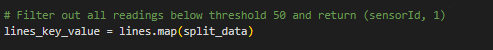 # Filter out all readings below threshold 50 and return (sensorId, 1)
lines_key_value = lines.map(split_data)